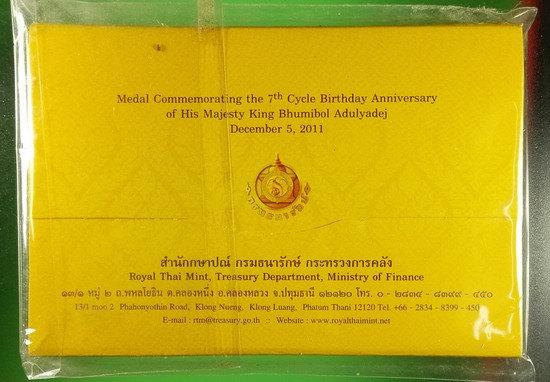 Medal Commemorating the 7th Cycle Birthday Anniversary
of His Majesty King Bhumibol Adulyadej
December 5, 2011
สำนักกษาปณ์ กรมธนารักษ์ กระทรวงการคลัง
Royal Thai Mint, Treasury Department, Ministry of Finance
๑๓/๑ หมู่ ๒ ถ.พหลโยธิน ต.คลองหนึ่ง อ.คลองหลวง จ.ปทุมธานี ๑๒๑๒๐ โทร. ๐ - ๒๘๓๔ - ๘๓๙๙ - ๔๕๐
13/1 moo 2 Phahonyothin Road, Klong Nueng, Klong Luang, Phatum Thani 12120 Tel. +66 - 2834 - 8399 - 450
E-mail : rtm@treasury.go.th :: Website : www.royalthaimint.net